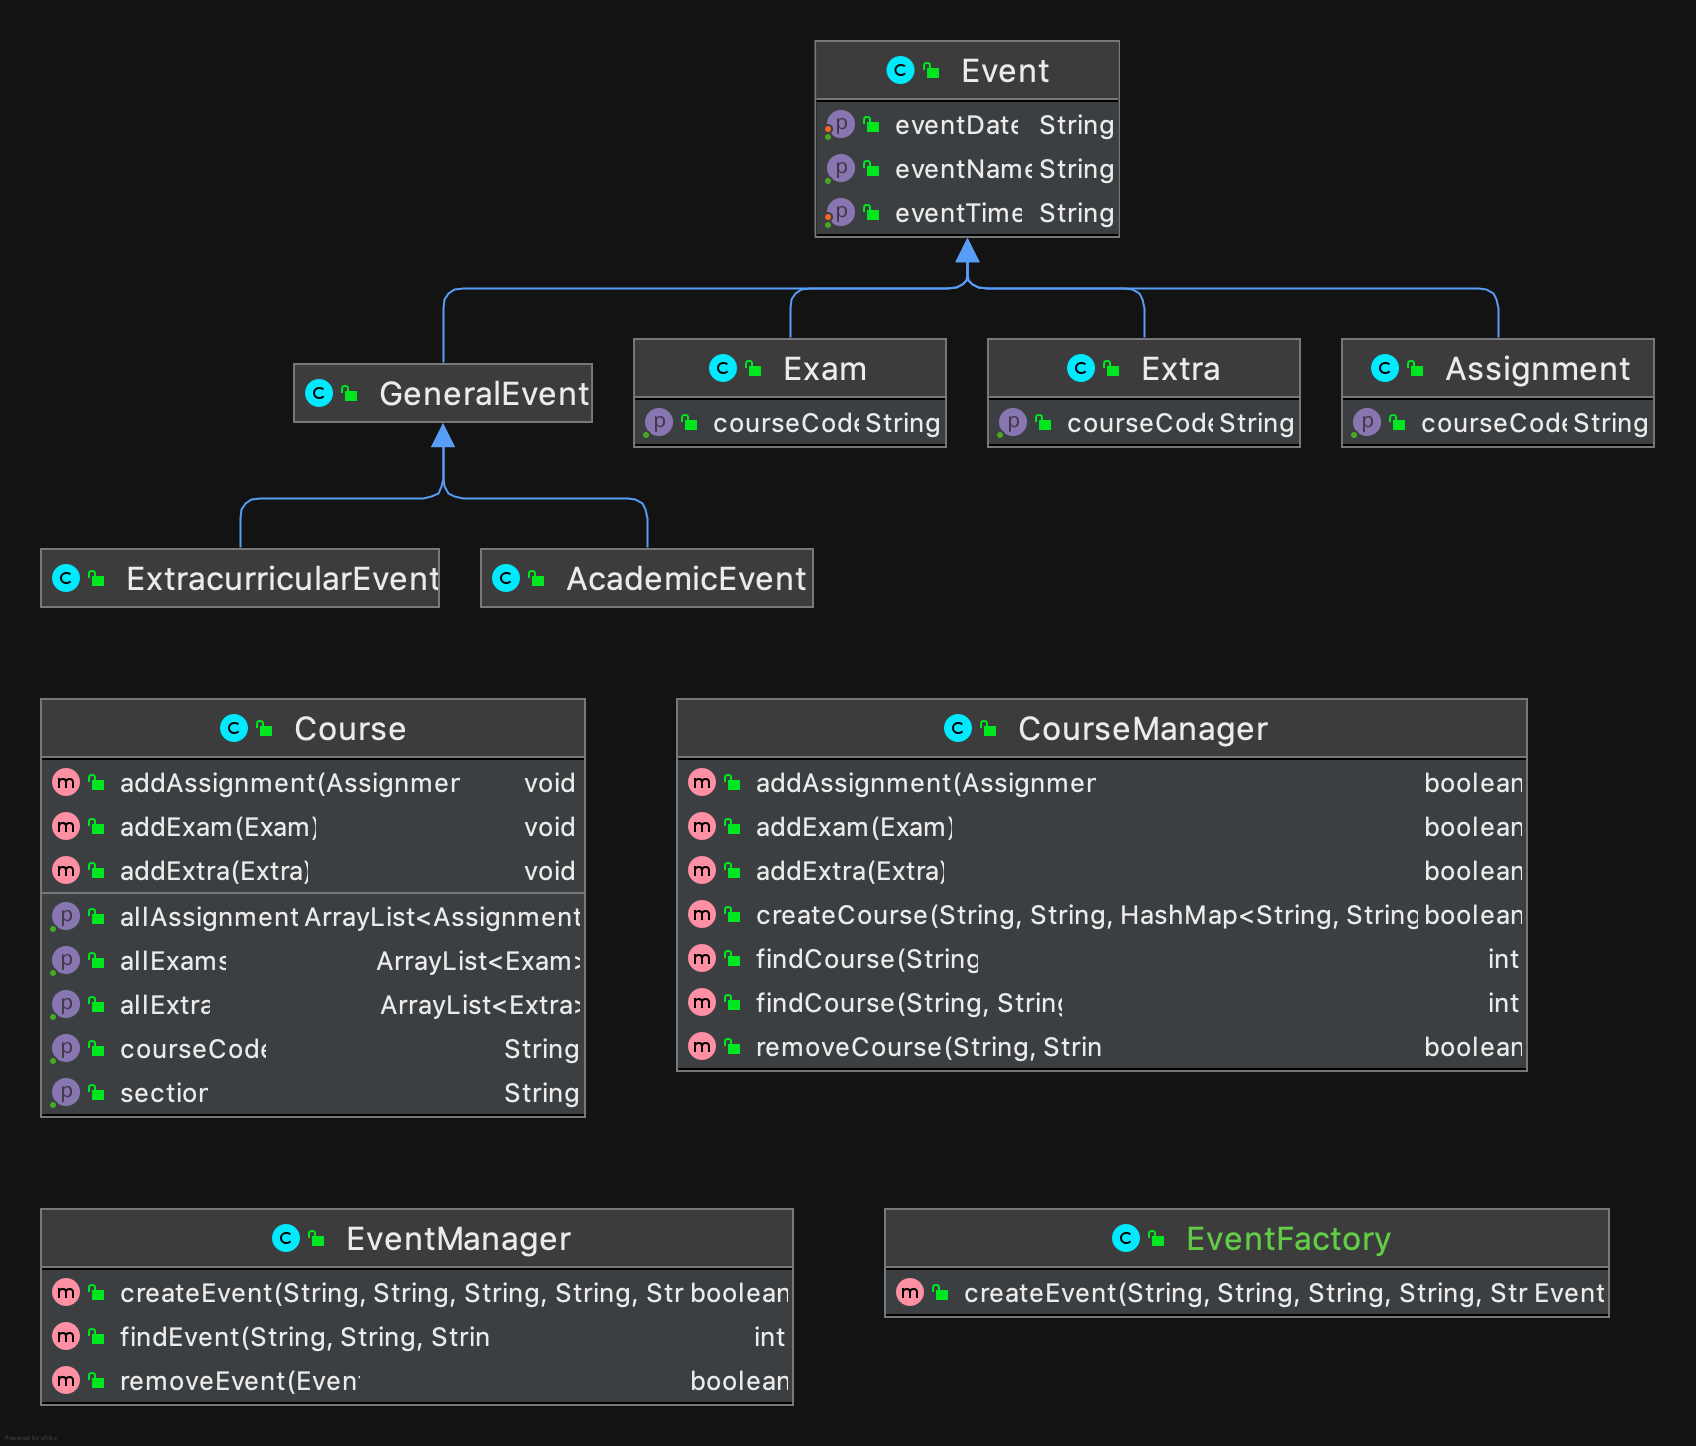 Event
eventDate String
eventName String
eventTime String
GeneralEvent
Exam
courseCode String
Extra
courseCode String
Assignment
courseCode String
ExtracurricularEvent
AcademicEvent
Course
addAssignment(Assignmer void
addExam(Exam) void
addExtra(Extra) void
allAssignment ArrayList<Assignment
allExams ArrayList<Exam>
allExtra ArrayList<Extra>
courseCode String
section String
CourseManager
addAssignment(Assignmer boolean
addExam(Exam) boolean
addExtra(Extra) boolean
createCourse(String, String, HashMap<String, String boolean
findCourse(String int
findCourse(String, String int
removeCourse(String, Strin boolean
EventManager
createEvent(String, String, String, String, Str boolean
findEvent(String, String, Strin int
removeEvent(Event boolean
EventFactory
createEvent(String, String, String, String, Str Event
Powered by yFiles